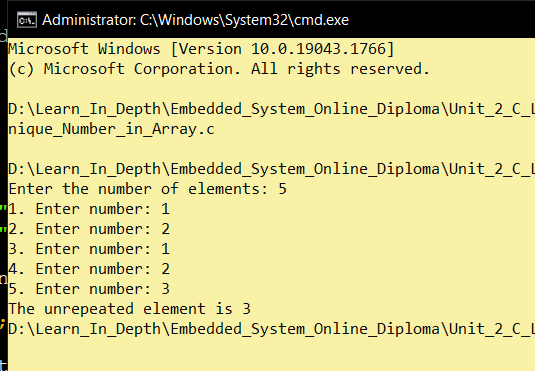 Administrator: C:\Windows\System32\cmd.exe
Microsoft Windows [Version 10.0.19043.1766]
(c) Microsoft Corporation. All rights reserved.
D:\Learn_In_Depth\Embedded_System_Online_Diploma\Unit_2_C_L
nique_Number_in_Array.c
D:\Learn_In_Depth\Embedded_System_Online_Diploma\Unit_2_C_L
Enter the number of elements: 5
1. Enter number: 1
2. Enter number: 2
3. Enter number: 1
4. Enter number: 2
5. Enter number: 3
The unrepeated element is 3
D:\Learn_In_Depth\Embedded_System_Online_Diploma\Unit_2_C_L